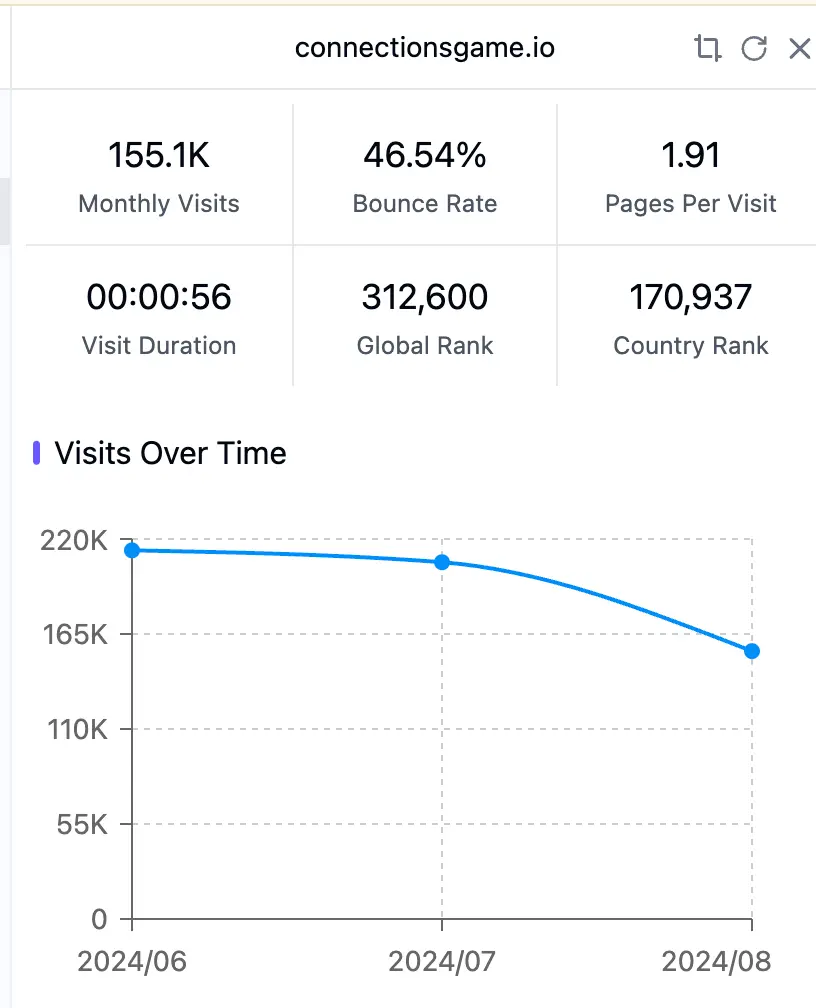 connectionsgame.io
155.1K 46.54% 1.91
Monthly Visits Bounce Rate Pages Per Visit
00:00:56 312,600 170,937
Visit Duration Global Rank Country Rank
Visits Over Time
220K
165K
110K
55K
0
2024/06 2024/07 2024/08